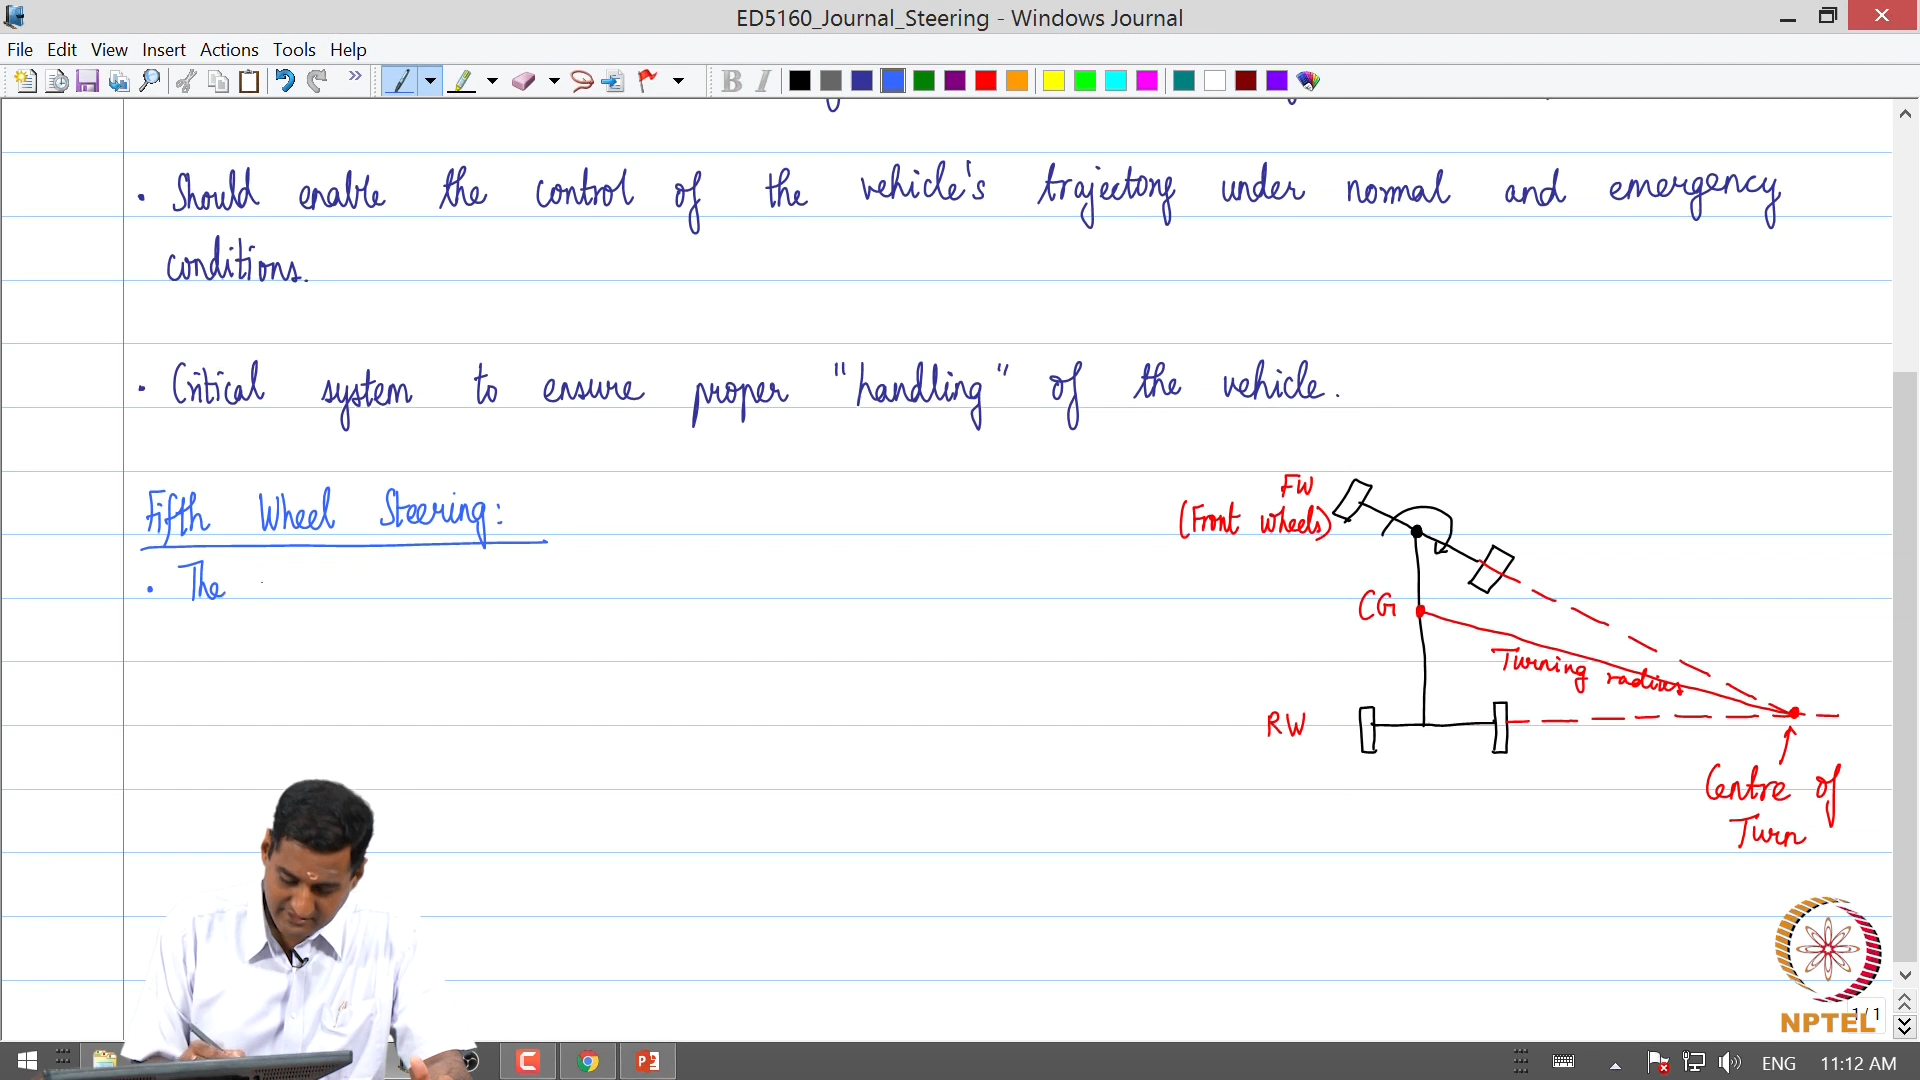 ED5160_Journal_Steering - Windows Journal
File Edit View Insert Actions Tools Help
B I
• Should enable the control of the vehicle's trajectory under normal and emergency
conditions.
• Critical system to ensure proper "handling" of the vehicle.
Fifth Wheel Steering:
• The
FW
(Front wheels)
CG
Turning radius
RW
Centre of
Turn
NPTEL
1/1
ENG 11:12 AM